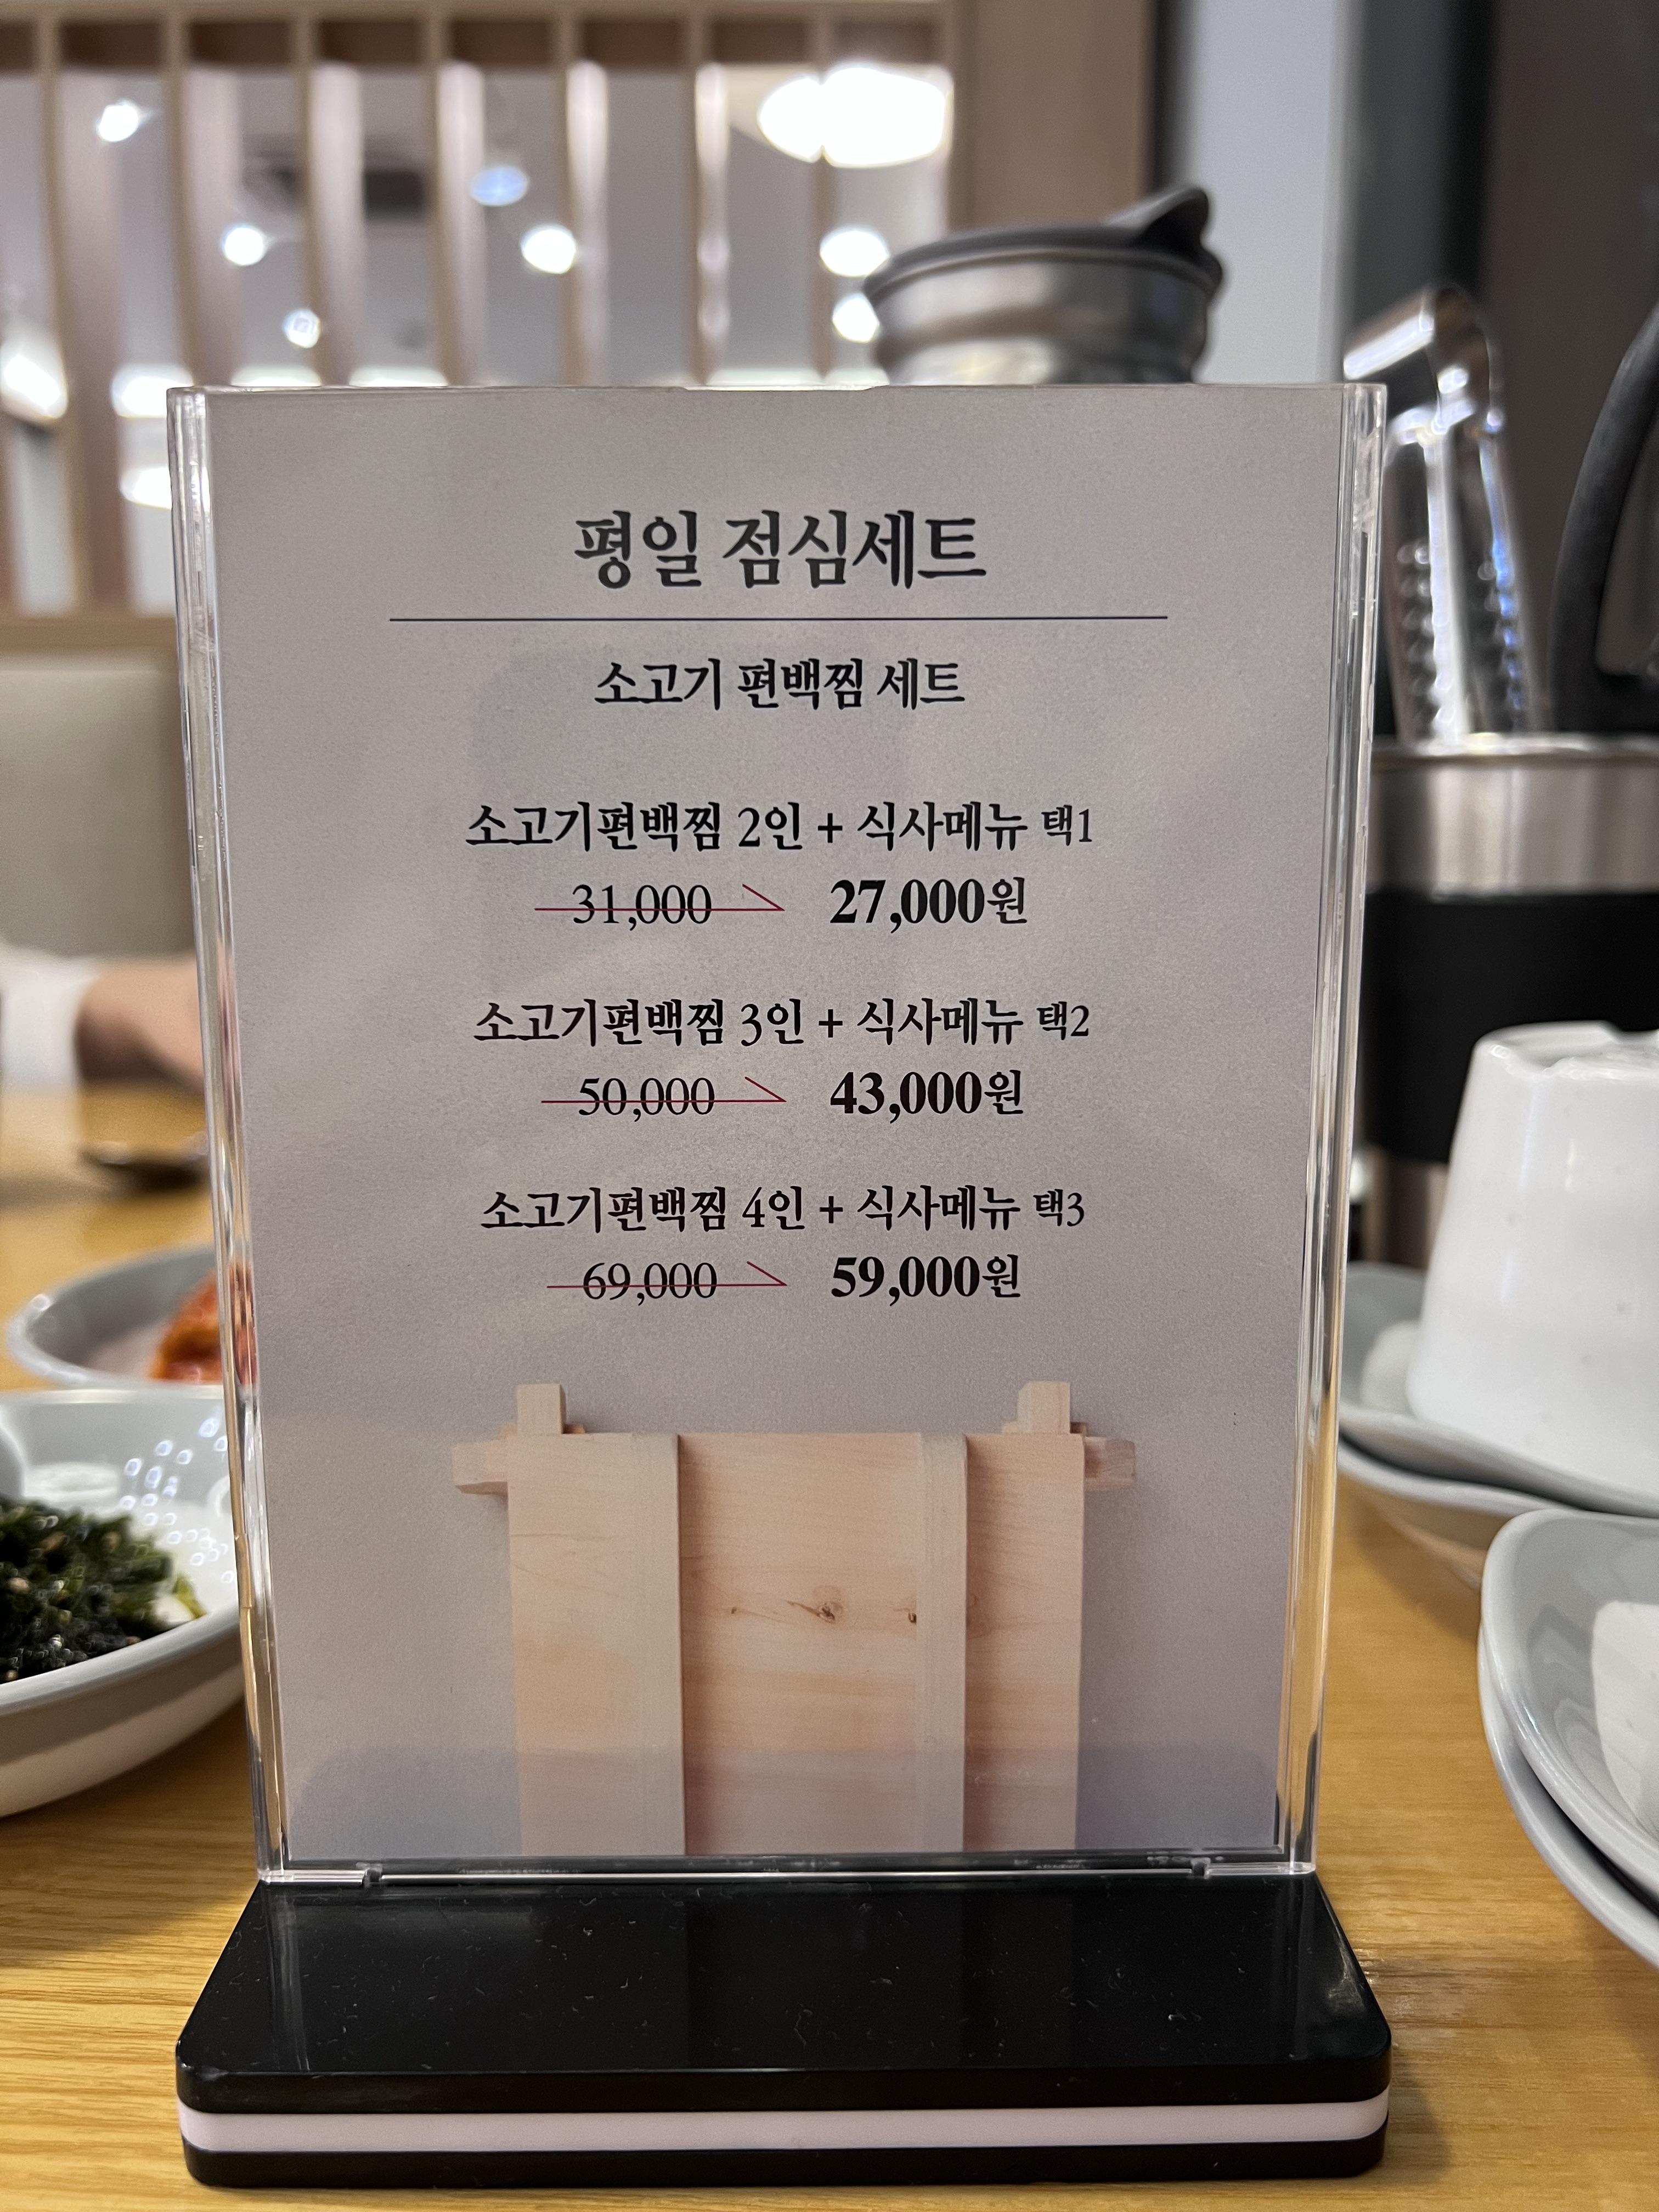 평일 점심세트
소고기 편백찜 세트
소고기편백찜 2인 + 식사메뉴 택1
31,000 27,000원
소고기편백찜 3인 + 식사메뉴 택2
50,000 43,000원
소고기편백찜 4인 + 식사메뉴 택3
69,000 59,000원